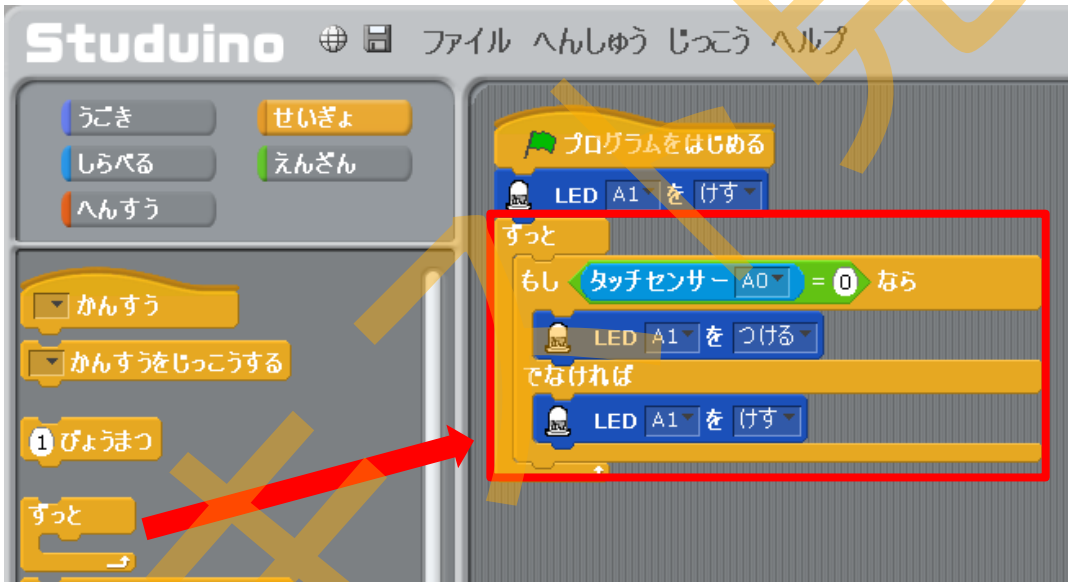 Studuino ファイル へんしゅう じっこう ヘルプ
うごき せいぎょ
しらべる えんざん
へんすう
かんすう
かんすうをじっこうする
1 びょうまつ
ずっと
プログラムをはじめる
LED A1 を けす
ずっと
もし タッチセンサー A0 = 0 なら
LED A1 を つける
でなければ
LED A1 を けす